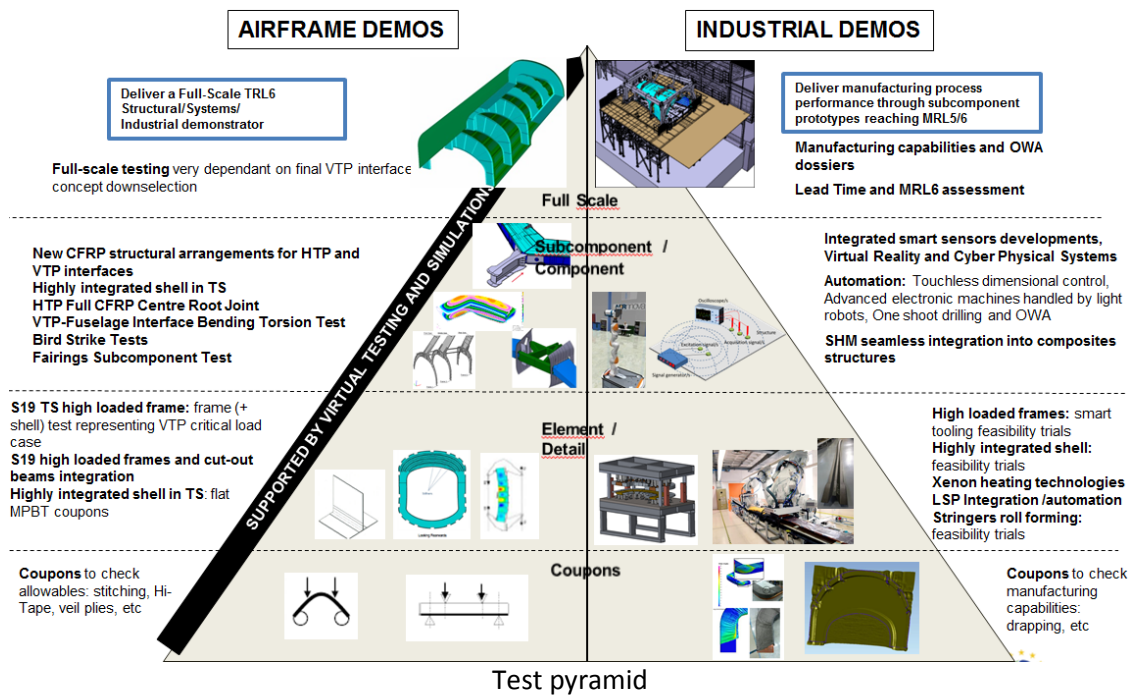 AIRFRAME DEMOS
INDUSTRIAL DEMOS
Deliver a Full-Scale TRL6
Structural/Systems/
Industrial demonstrator
Full-scale testing very dependant on final VTP interface
concept downselection
Deliver manufacturing process
performance through subcomponent
prototypes reaching MRL5/6
Manufacturing capabilities and OWA
dossiers
Lead Time and MRL6 assessment
SUPPORTED BY VIRTUAL TESTING AND SIMULATIONS
Full Scale
New CFRP structural arrangements for HTP and
VTP interfaces
Highly integrated shell in TS
HTP Full CFRP Centre Root Joint
VTP-Fuselage Interface Bending Torsion Test
Bird Strike Tests
Fairings Subcomponent Test
Subcomponent /
Component
Oscilloscope/s
Structure
Acquisition signal/s
Excitation signal/s
Signal generator/s
Integrated smart sensors developments,
Virtual Reality and Cyber Physical Systems
Automation: Touchless dimensional control,
Advanced electronic machines handled by light
robots, One shoot drilling and OWA
SHM seamless integration into composites
structures
S19 TS high loaded frame: frame (+
shell) test representing VTP critical load
case
S19 high loaded frames and cut-out
beams integration
Highly integrated shell in TS: flat
MPBT coupons
Element /
Detail
High loaded frames: smart
tooling feasibility trials
Highly integrated shell:
feasibility trials
Xenon heating technologies
LSP Integration /automation
Stringers roll forming:
feasibility trials
Coupons to check
allowables: stitching, Hi-
Tape, veil plies, etc
Coupons
Coupons to check
manufacturing
capabilities:
drapping, etc
Test pyramid